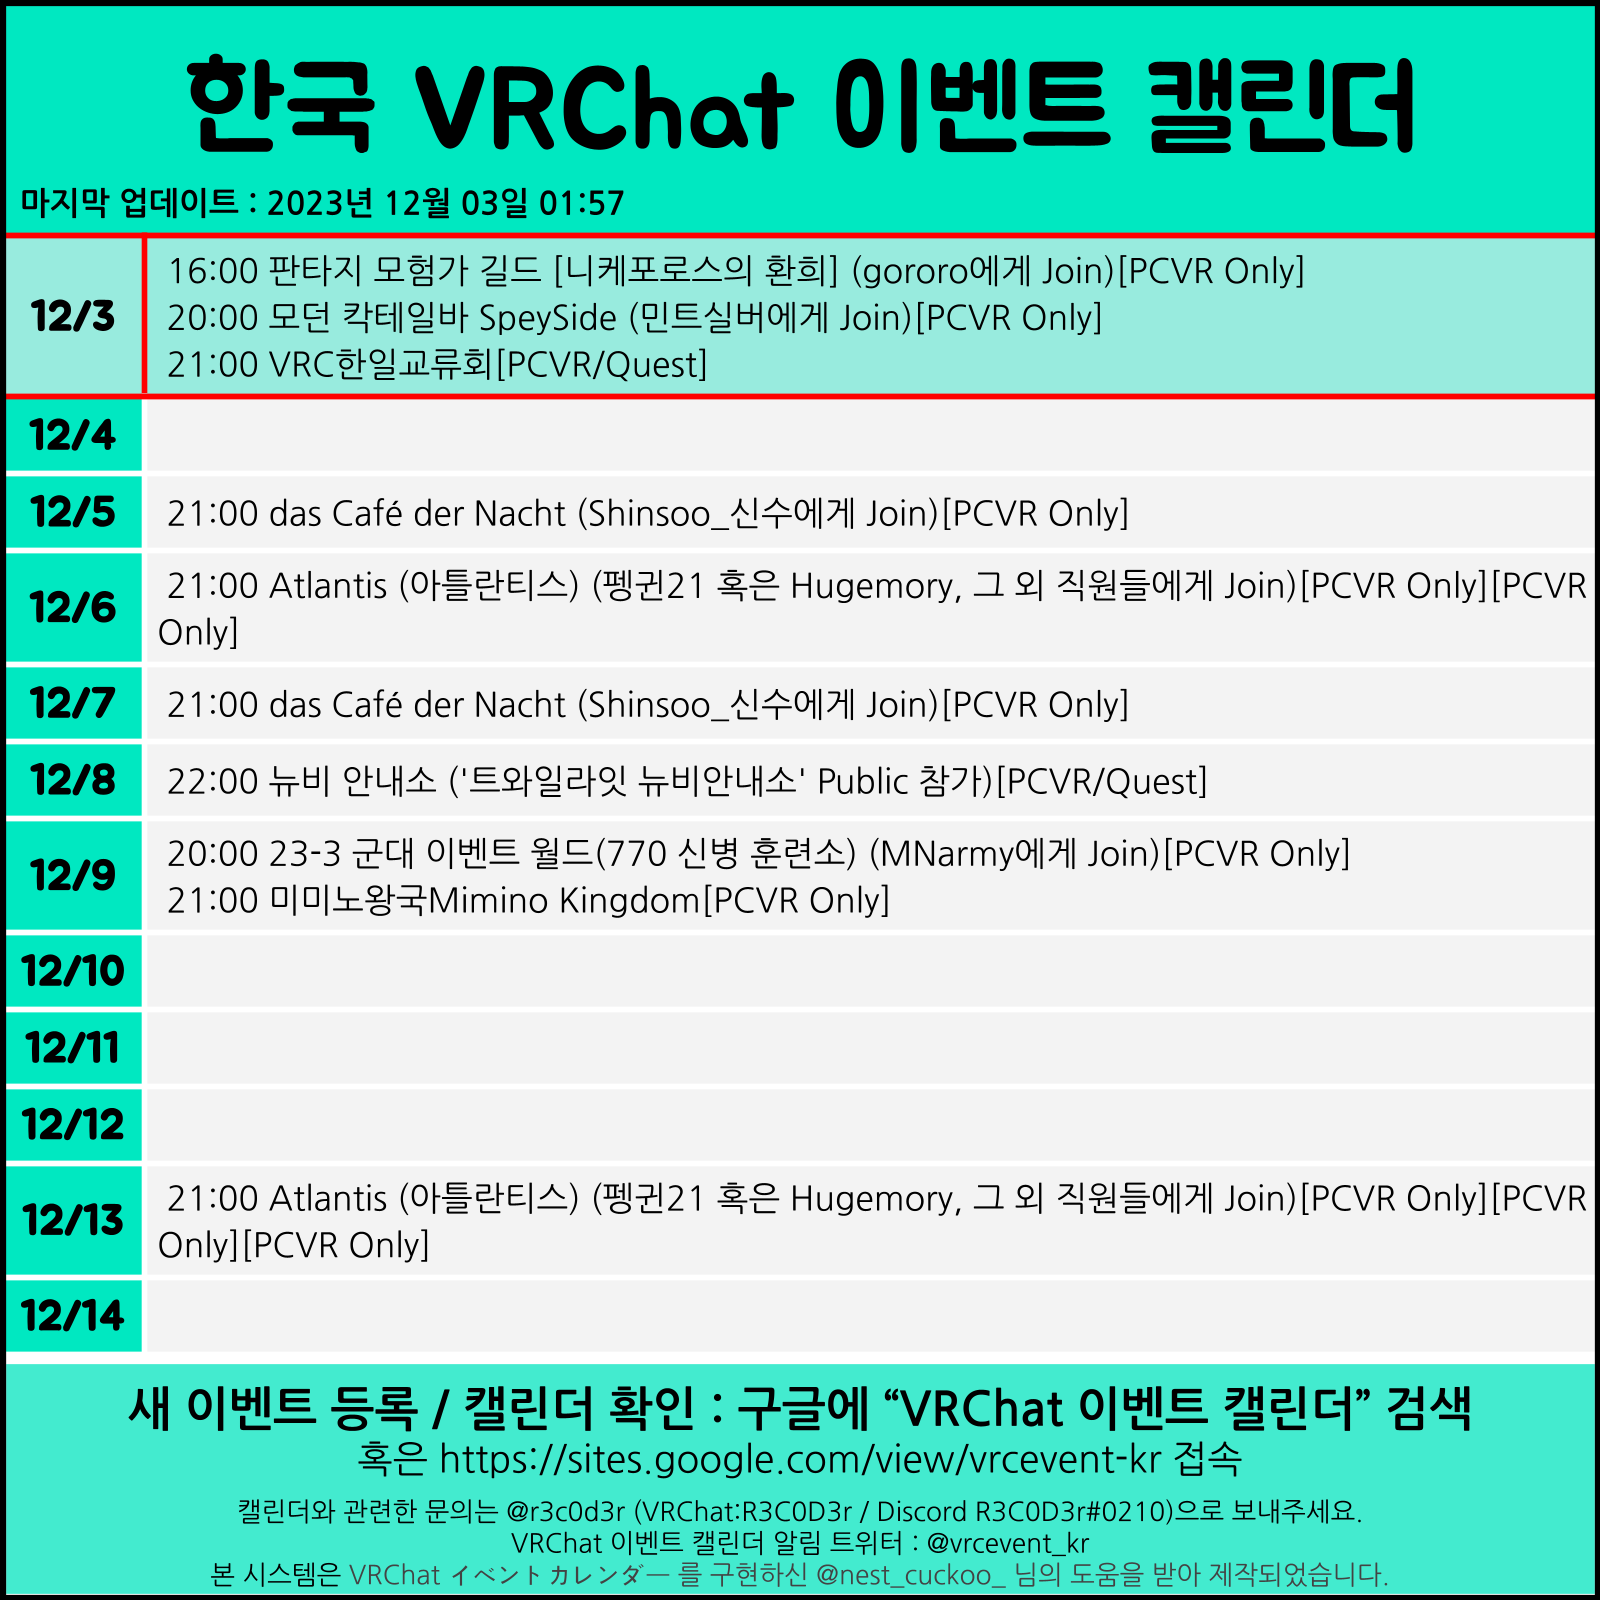 한국 VRChat 이벤트 캘린더
마지막 업데이트 : 2023년 12월 03일 01:57
12/3
16:00 판타지 모험가 길드 [니케포로스의 환희] (gororo에게 Join)[PCVR Only]
20:00 모던 칵테일바 SpeySide (민트실버에게 Join)[PCVR Only]
21:00 VRC한일교류회[PCVR/Quest]
12/4
12/5
21:00 das Café der Nacht (Shinsoo_신수에게 Join)[PCVR Only]
12/6
21:00 Atlantis (아틀란티스) (펭귄21 혹은 Hugemory, 그 외 직원들에게 Join)[PCVR Only][PCVR
Only]
12/7
21:00 das Café der Nacht (Shinsoo_신수에게 Join)[PCVR Only]
12/8
22:00 뉴비 안내소 ('트와일라잇 뉴비안내소' Public 참가)[PCVR/Quest]
12/9
20:00 23-3 군대 이벤트 월드(770 신병 훈련소) (MNarmy에게 Join)[PCVR Only]
21:00 미미노왕국Mimino Kingdom[PCVR Only]
12/10
12/11
12/12
12/13
21:00 Atlantis (아틀란티스) (펭귄21 혹은 Hugemory, 그 외 직원들에게 Join)[PCVR Only][PCVR
Only][PCVR Only]
12/14
새 이벤트 등록 / 캘린더 확인 : 구글에 “VRChat 이벤트 캘린더” 검색
혹은 https://sites.google.com/view/vrcevent-kr 접속
캘린더와 관련한 문의는 @r3c0d3r (VRChat:R3C0D3r / Discord R3C0D3r#0210)으로 보내주세요.
VRChat 이벤트 캘린더 알림 트위터 : @vrcevent_kr
본 시스템은 VRChat イベントカレンダー 를 구현하신 @nest_cuckoo_ 님의 도움을 받아 제작되었습니다.